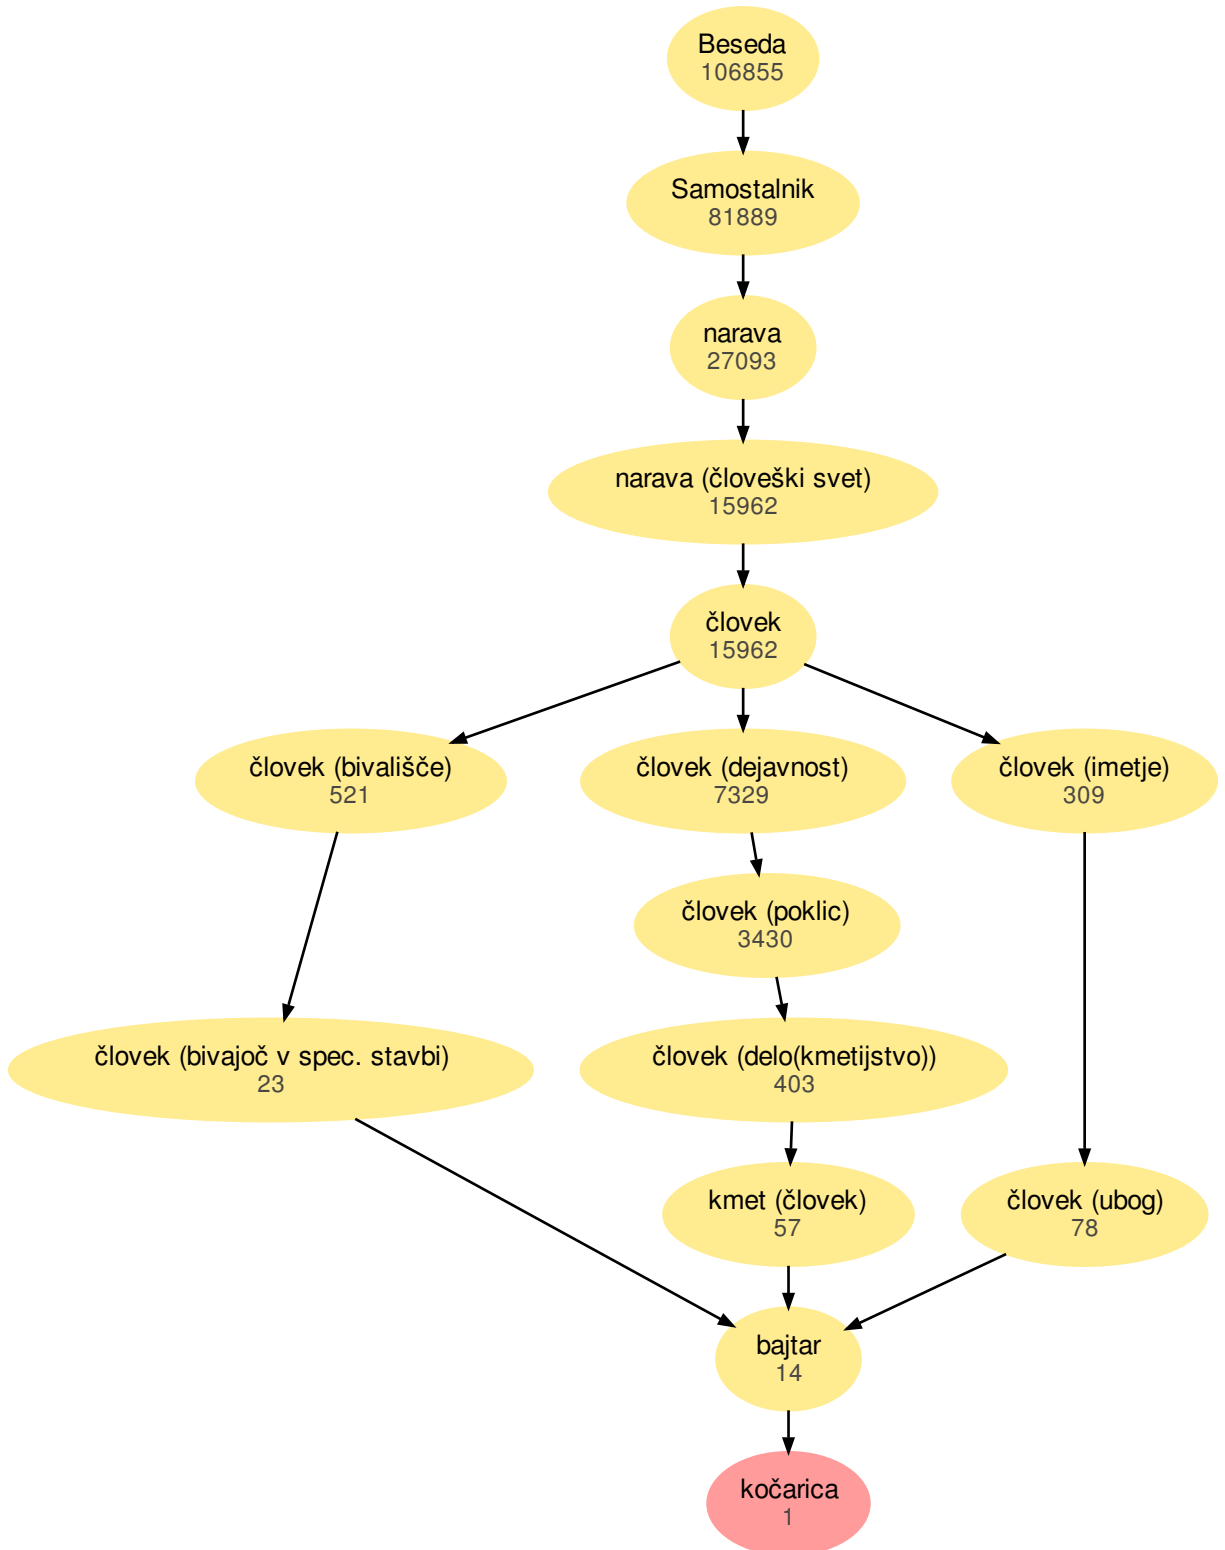 Beseda
106855
Samostalnik
81889
narava
27093
narava (človeški svet)
15962
človek
15962
človek (bivališče)
521
človek (dejavnost)
7329
človek (imetje)
309
človek (poklic)
3430
človek (bivajoč v spec. stavbi)
23
človek (delo(kmetijstvo))
403
kmet (človek)
57
človek (ubog)
78
bajtar
14
kočarica
1